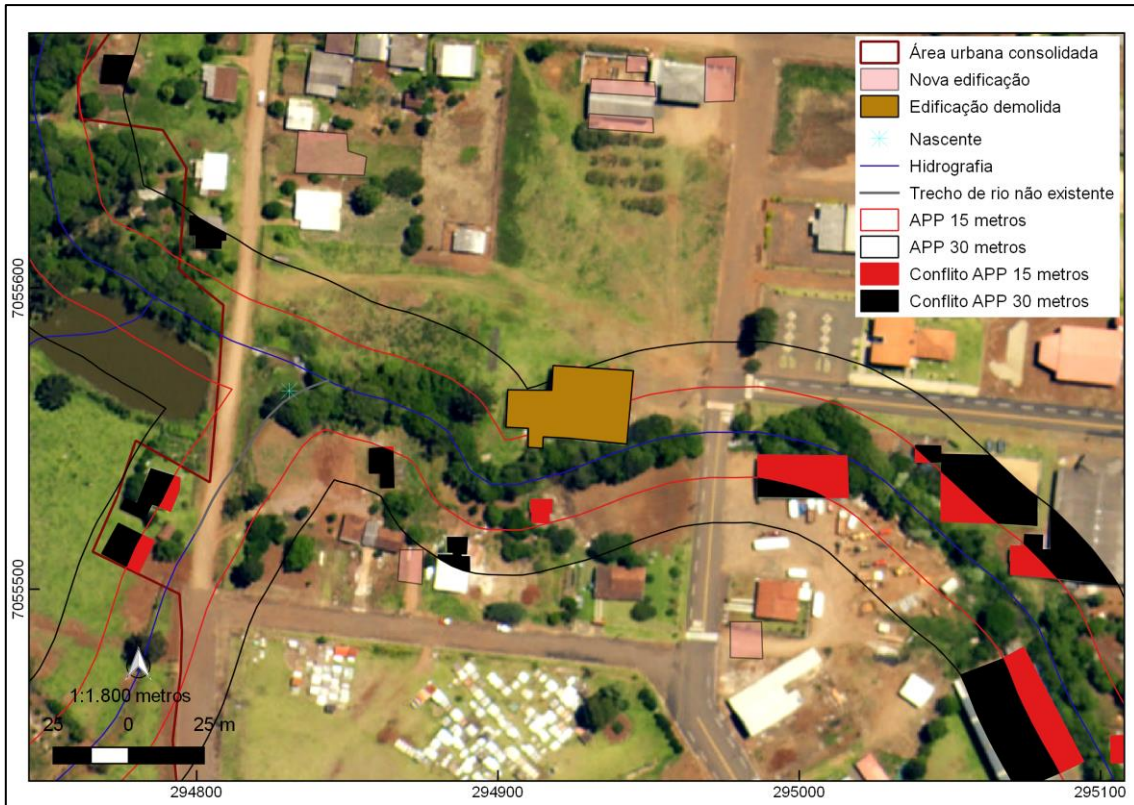 Área urbana consolidada
Nova edificação
Edificação demolida
Nascente
Hidrografia
Trecho de rio não existente
APP 15 metros
APP 30 metros
Conflito APP 15 metros
Conflito APP 30 metros
7055600
7055500
1:1.800 metros
25 0 25 m
294800 294900 295000 295100